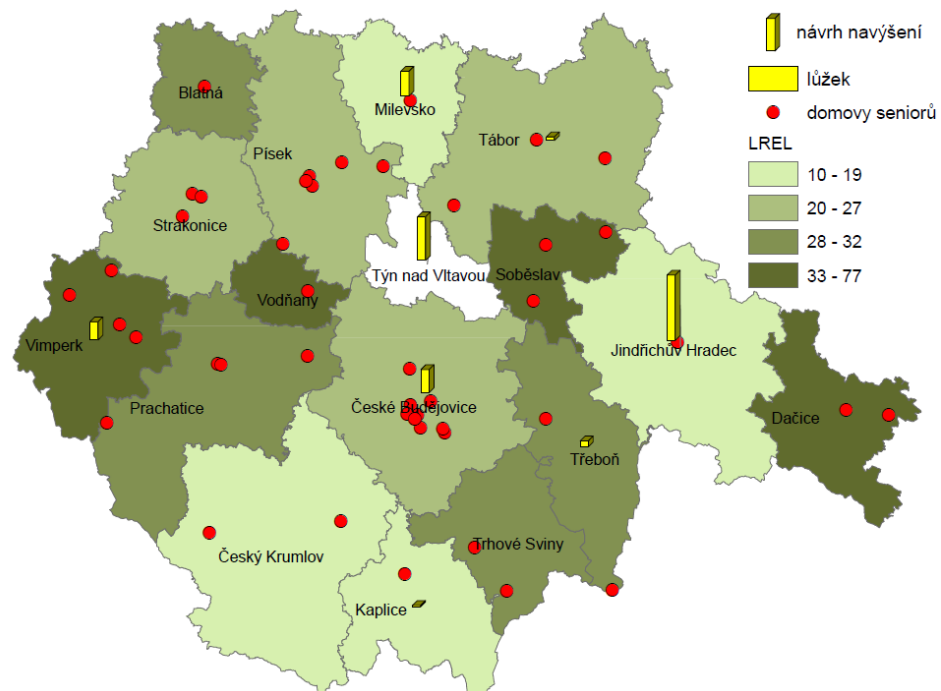 návrh navýšení
lůžek
domovy seniorů
LREL
10 - 19
20 - 27
28 - 32
33 - 77
Blatná
Milevsko
Tábor
Písek
Strakonice
Týn nad Vltavou
Soběslav
Vodňany
Vimperk
Jindřichův Hradec
Prachatice
České Budějovice
Dačice
Třeboň
Trhové Sviny
Český Krumlov
Kaplice